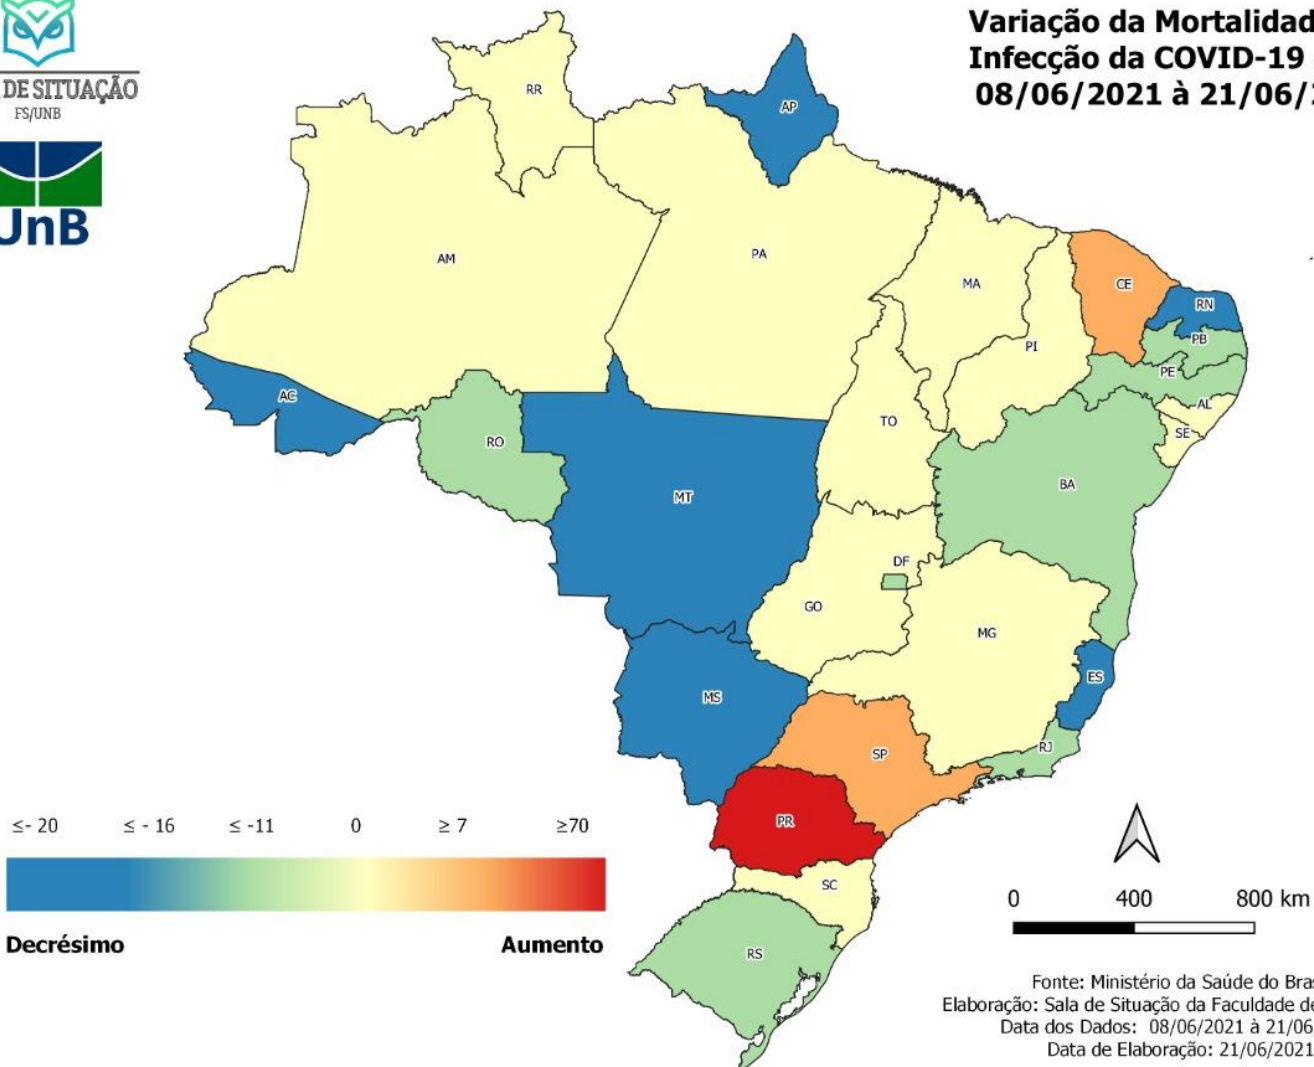 DE SITUAÇÃO
FS/UNB
UnB
Variação da Mortalidad
Infecção da COVID-19
08/06/2021 à 21/06/
RR
AP
AM
PA
MA
CE
RN
PI
PB
PE
AC
TO
AL
RO
SE
MT
BA
DF
GO
MG
MS
ES
SP
RJ
PR
SC
RS
≤- 20 ≤ - 16 ≤ -11 0 ≥ 7 ≥70
Decrésimo Aumento
0 400 800 km
Fonte: Ministério da Saúde do Bras
Elaboração: Sala de Situação da Faculdade de
Data dos Dados: 08/06/2021 à 21/06
Data de Elaboração: 21/06/2021